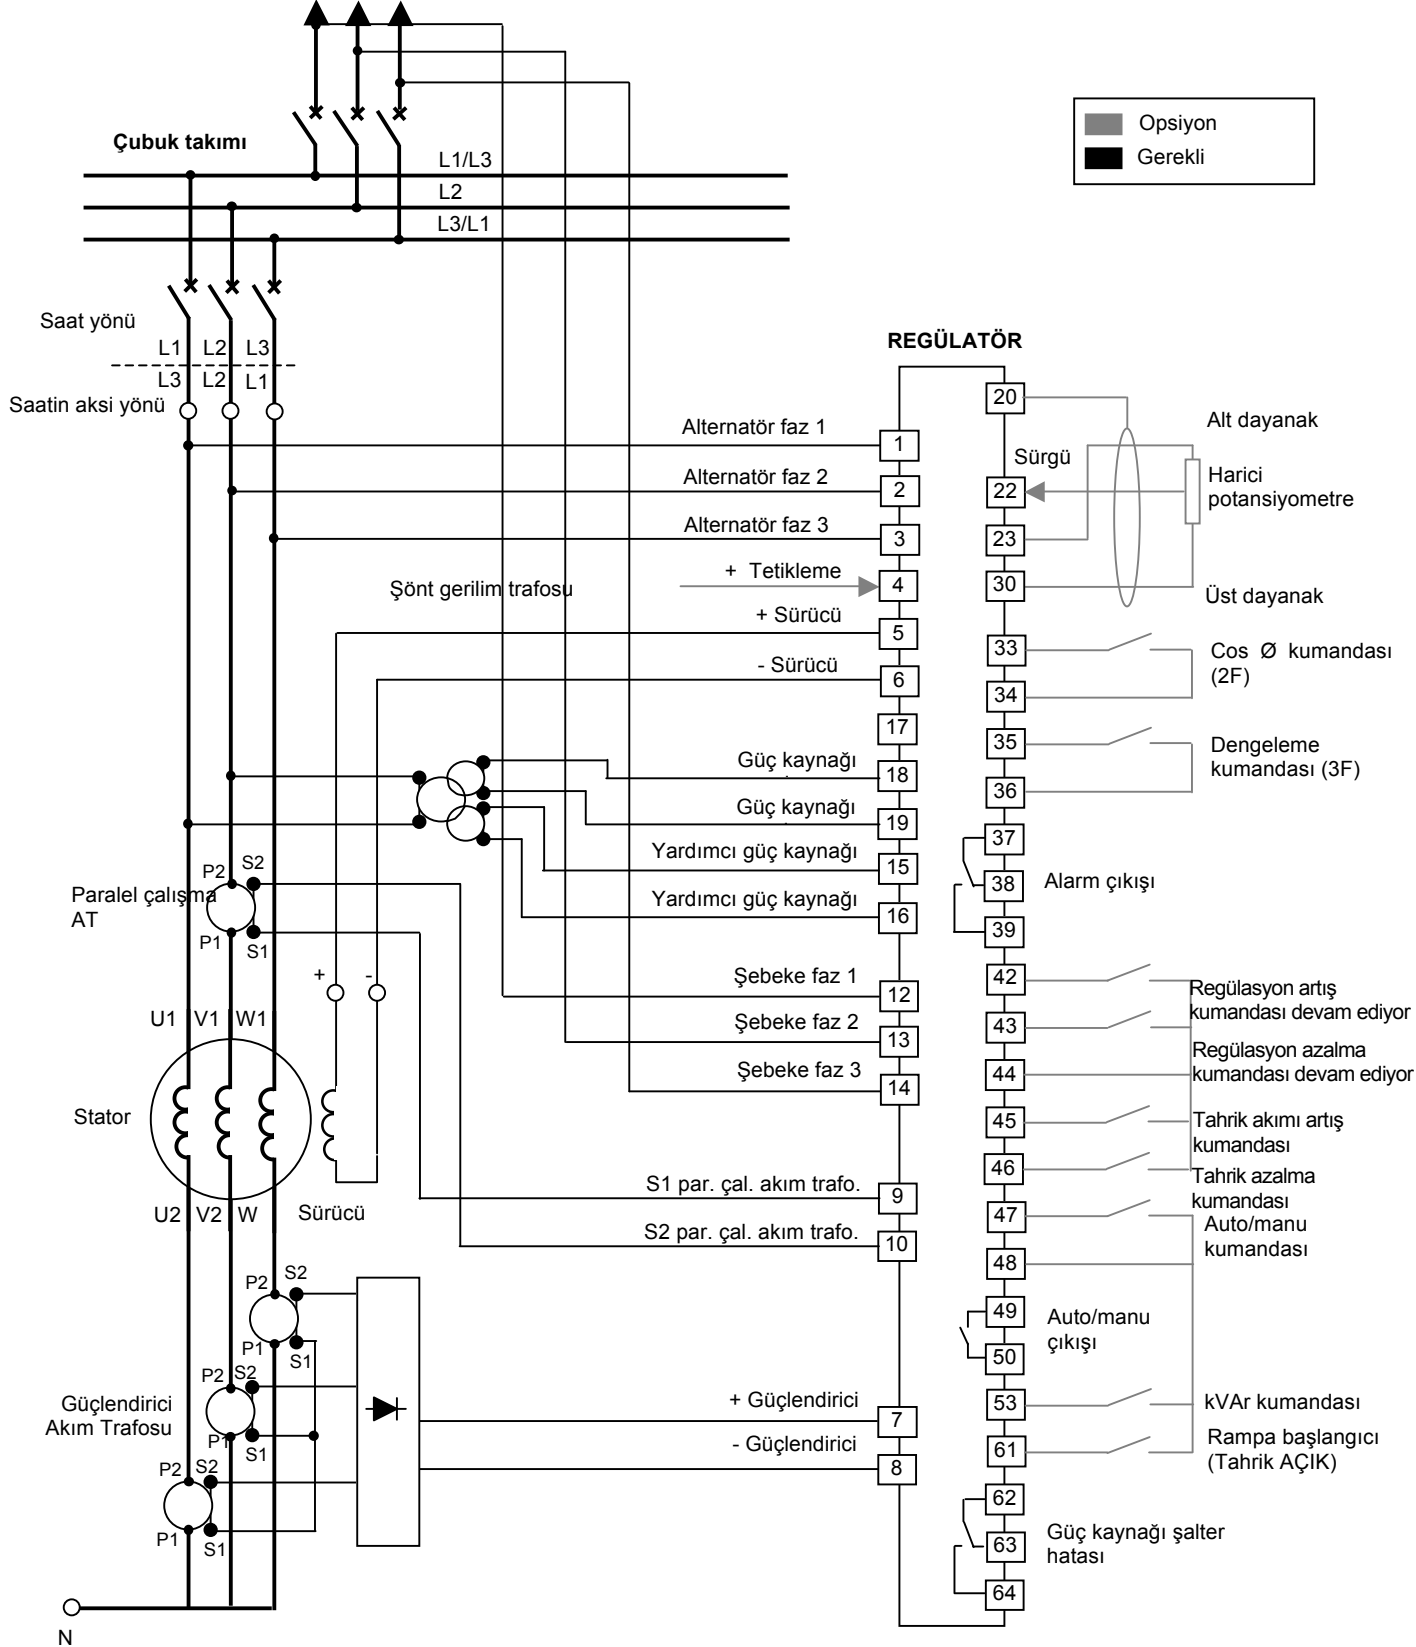 Çubuk takımı
L1/L3
L2
L3/L1
Opsiyon
Gerekli
Saat yönü
L1 L2 L3
L3 L2 L1
Saatin aksi yönü
REGÜLATÖR
Alternatör faz 1
1
Alternatör faz 2
2
Alternatör faz 3
3
+ Tetikleme
4
Şönt gerilim trafosu
+ Sürücü
5
- Sürücü
6
17
Güç kaynağı
18
Güç kaynağı
19
Yardımcı güç kaynağı
15
Yardımcı güç kaynağı
16
Şebeke faz 1
12
Şebeke faz 2
13
Şebeke faz 3
14
S1 par. çal. akım trafo.
9
S2 par. çal. akım trafo.
10
+ Güçlendirici
7
- Güçlendirici
8
20
Alt dayanak
Sürgü
22
Harici
potansiyometre
23
30
Üst dayanak
33
Cos Ø kumandası
(2F)
34
35
Dengeleme
kumandası (3F)
36
37
38
Alarm çıkışı
39
42
Regülasyon artış
kumandası devam ediyor
43
Regülasyon azalma
kumandası devam ediyor
44
45
Tahrik akımı artış
kumandası
46
Tahrik azalma
kumandası
47
Auto/manu
kumandası
48
49
Auto/manu
çıkışı
50
53
kVAr kumandası
61
Rampa başlangıcı
(Tahrik AÇIK)
62
63
Güç kaynağı şalter
hatası
64
Paralel çalışma
AT
P2 S2
P1 S1
+ -
U1 V1 W1
Stator
U2 V2 W
Sürücü
P2 S2
P1 S1
P2 S2
P1 S1
Güçlendirici
Akım Trafosu
P2 S2
P1 S1
N